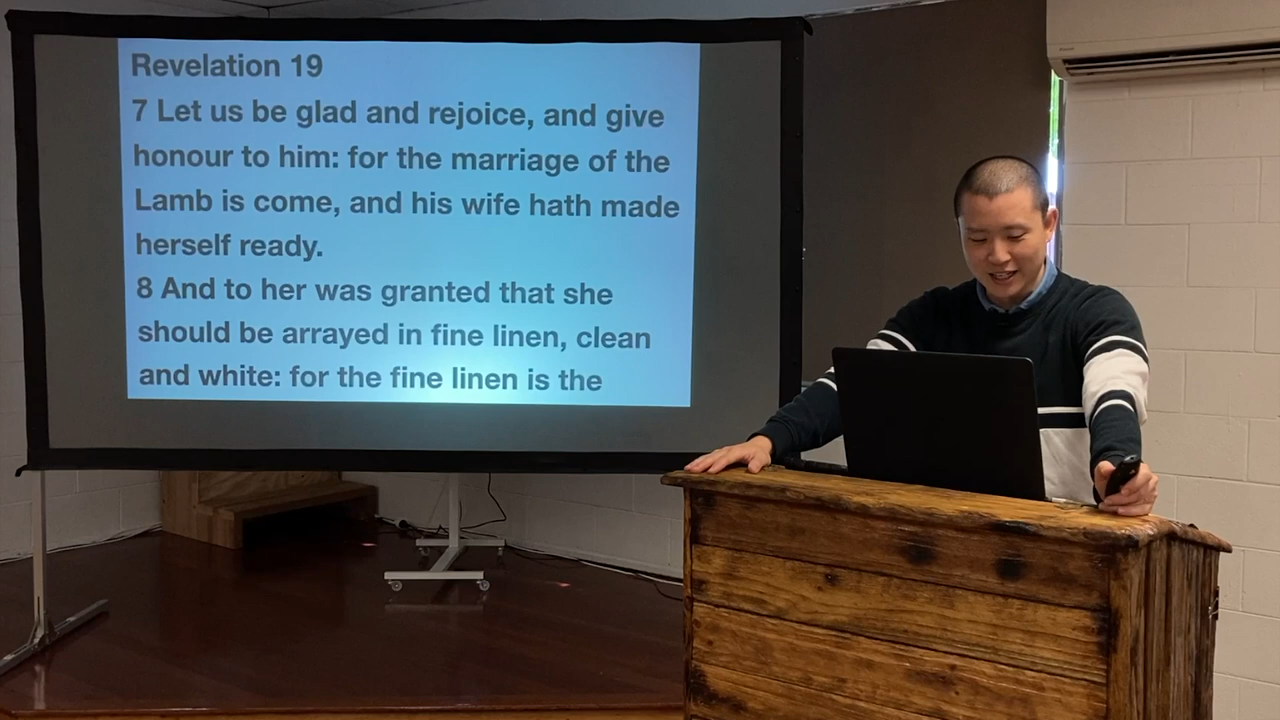 Revelation 19
7 Let us be glad and rejoice, and give
honour to him: for the marriage of the
Lamb is come, and his wife hath made
herself ready.
8 And to her was granted that she
should be arrayed in fine linen, clean
and white: for the fine linen is the